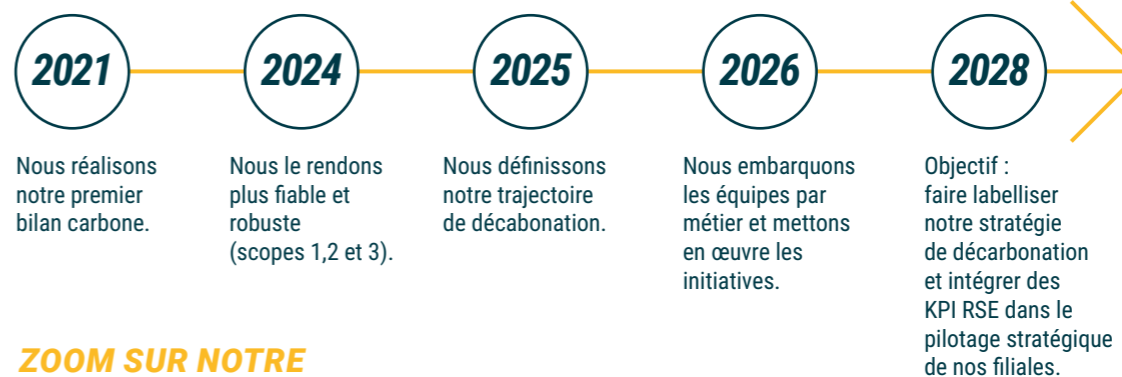 2021
2024
2025
2026
2028
Nous réalisons
notre premier
bilan carbone.
Nous le rendons
plus fiable et
robuste
(scopes 1,2 et 3).
Nous définissons
notre trajectoire
de décabonation.
Nous embarquons
les équipes par
métier et mettons
en œuvre les
initiatives.
Objectif :
faire labelliser
notre stratégie
de décarbonation
et intégrer des
KPI RSE dans le
pilotage stratégique
de nos filiales.
ZOOM SUR NOTRE